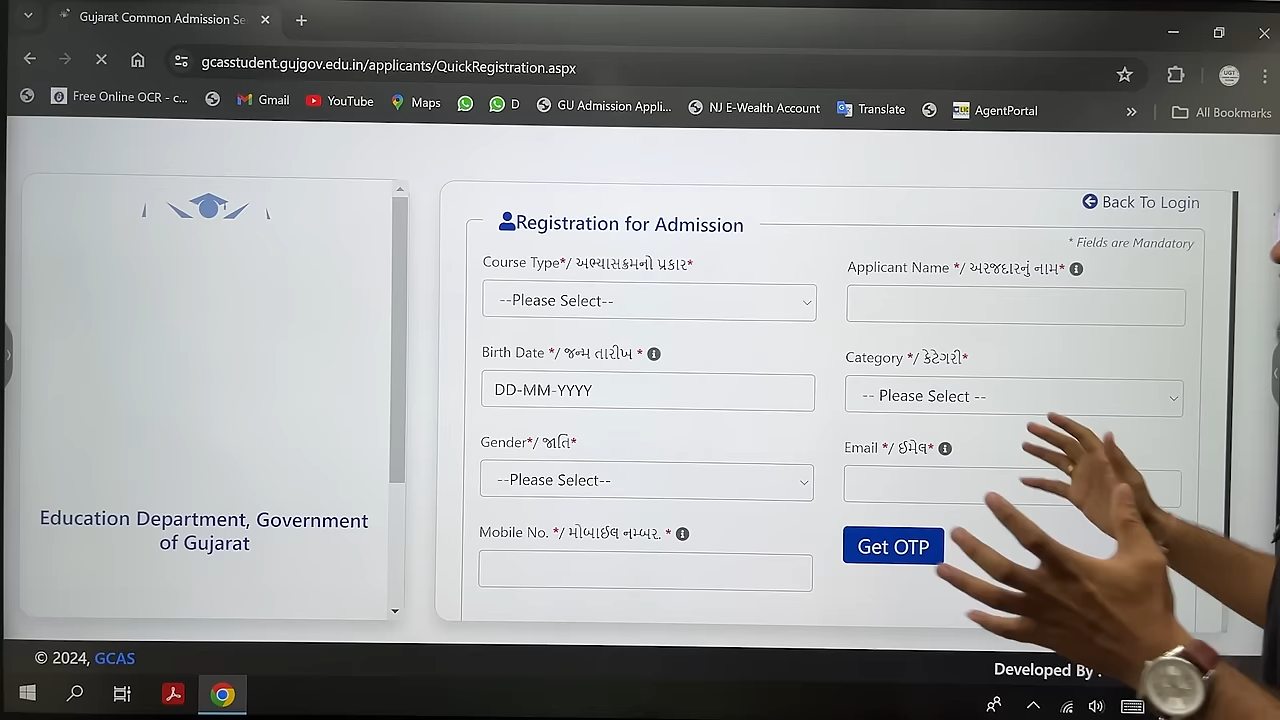 Gujarat Common Admission Se
gcasstudent.gujgov.edu.in/applicants/QuickRegistration.aspx
Free Online OCR - c...
Gmail
YouTube
Maps
D
GU Admission Appli...
NJ E-Wealth Account
Translate
AgentPortal
»
All Bookmarks
Back To Login
Registration for Admission
* Fields are Mandatory
Course Type*/ અભ્યાસક્રમનો પ્રકાર*
Applicant Name */ અરજદારનું નામ*
--Please Select--
Birth Date */ જન્મ તારીખ *
Category */ કેટેગરી*
DD-MM-YYYY
-- Please Select --
Gender*/ જાતિ*
Email */ ઈમેલ*
--Please Select--
Mobile No. */ મોબાઈલ નમ્બર. *
Get OTP
Education Department, Government
of Gujarat
© 2024, GCAS
Developed By :